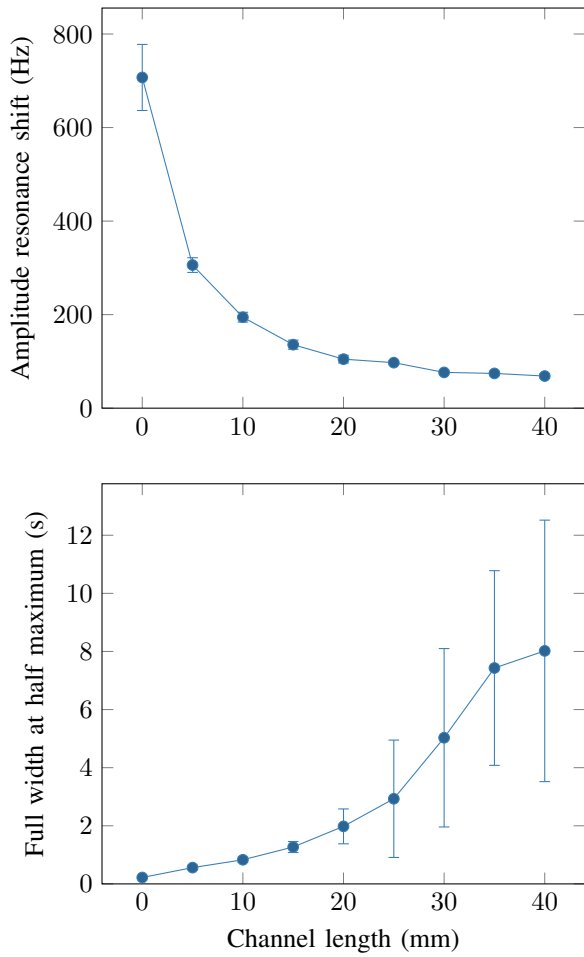 Amplitude resonance shift (Hz)
800
600
400
200
0
0 10 20 30 40
Full width at half maximum (s)
12
10
8
6
4
2
0
0 10 20 30 40
Channel length (mm)